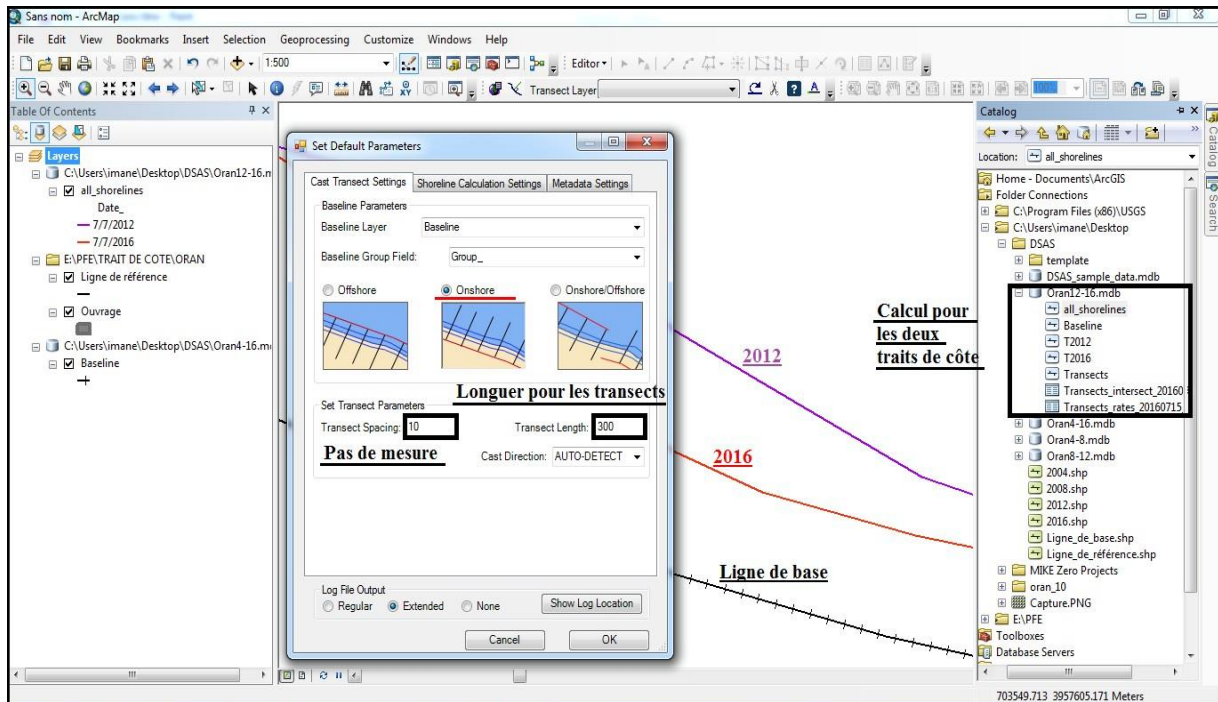 Sans nom - ArcMap
File Edit View Bookmarks Insert Selection Geoprocessing Customize Windows Help
1:500
Editor
Transect Layer
100%
Table Of Contents
Layers
C:\Users\imane\Desktop\DSAS\Oran12-16.m
all_shorelines
Date_
7/7/2012
7/7/2016
E:\PFE\TRAIT DE COTE\ORAN
Ligne de référence
Ouvrage
C:\Users\imane\Desktop\DSAS\Oran4-16.m
Baseline
Set Default Parameters
Cast Transect Settings Shoreline Calculation Settings Metadata Settings
Baseline Parameters
Baseline Layer Baseline
Baseline Group Field: Group_
Offshore Onshore Onshore/Offshore
Longuer pour les transects
Set Transect Parameters
Transect Spacing: 10 Transect Length: 300
Pas de mesure
Cast Direction: AUTO-DETECT
Log File Output
Regular Extended None Show Log Location
Cancel OK
2012
2016
Ligne de base
Calcul pour
les deux
traits de côte
Catalog
Location: all_shorelines
Home - Documents\ArcGIS
Folder Connections
C:\Program Files (x86)\USGS
C:\Users\imane\Desktop
DSAS
template
DSAS_sample_data.mdb
Oran12-16.mdb
all_shorelines
Baseline
T2012
T2016
Transects
Transects_intersect_20160
Transects_rates_20160715
Oran4-16.mdb
Oran4-8.mdb
Oran8-12.mdb
2004.shp
2008.shp
2012.shp
2016.shp
Ligne_de_base.shp
Ligne_de_référence.shp
MIKE Zero Projects
oran_10
Capture.PNG
E:\PFE
Toolboxes
Database Servers
Catalog
Search
703549.713 3957605.171 Meters